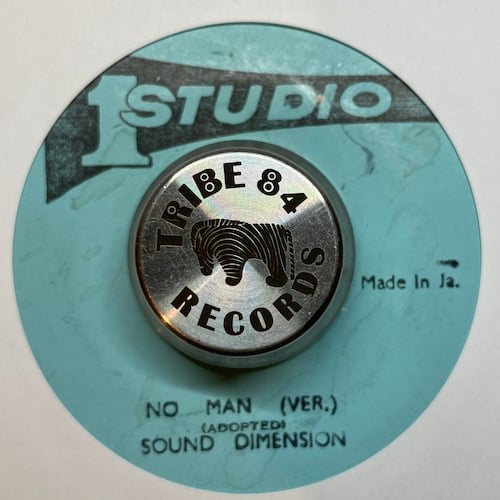 1 STUDIO
TRIBE 84
RECORDS
Made In Ja.
NO MAN (VER.)
(ADOPTED)
SOUND DIMENSION